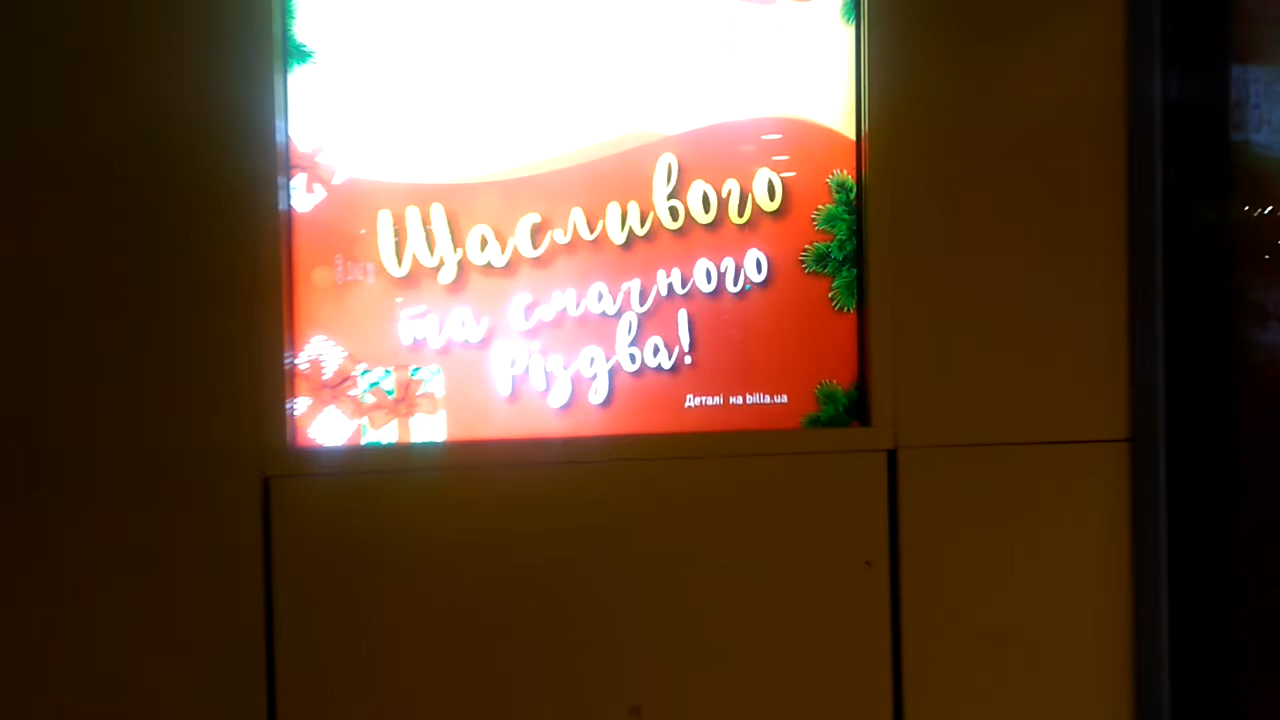 Щасливого
та смачного
Різдва!
Деталі на billa.ua